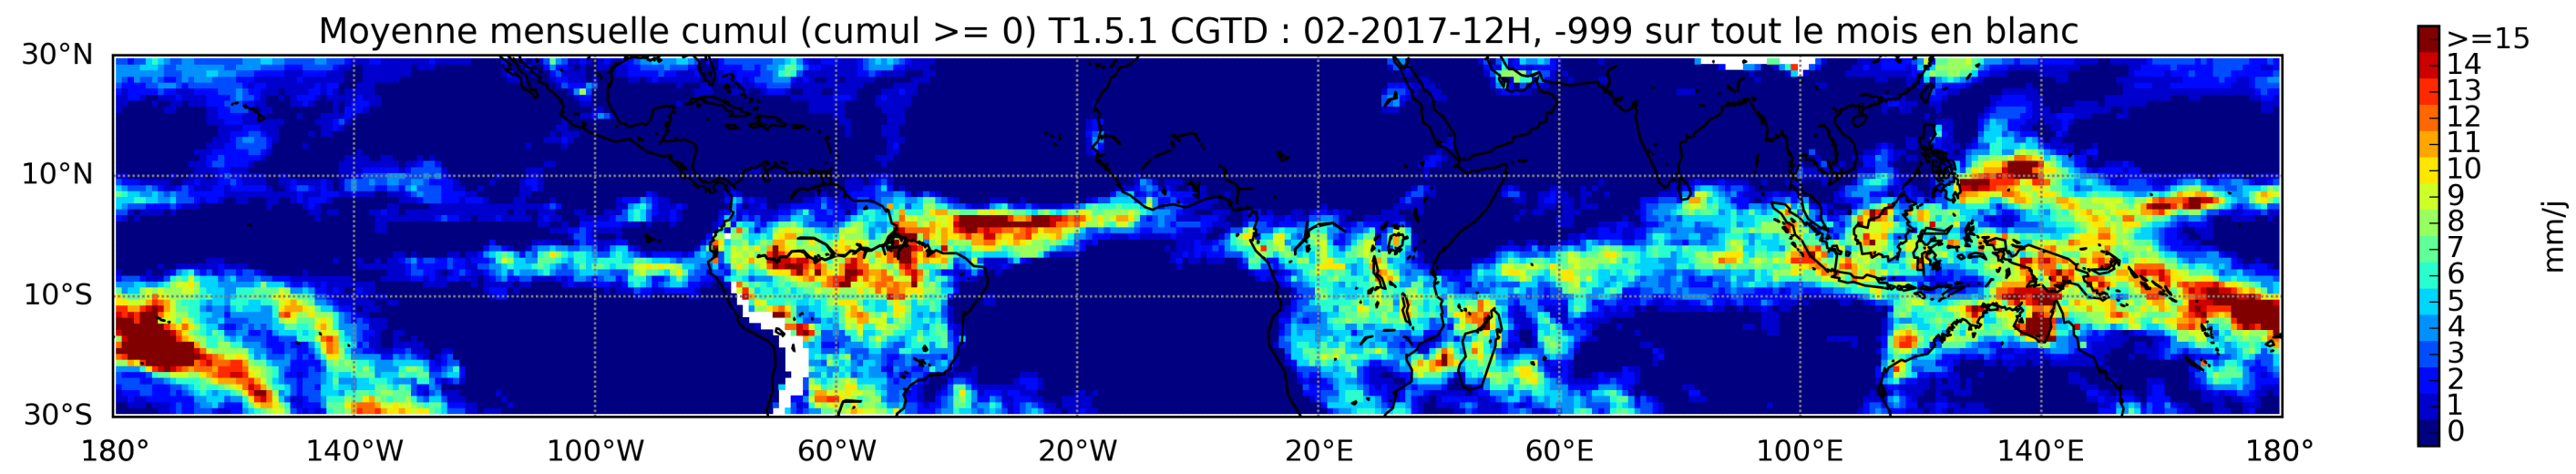 Moyenne mensuelle cumul (cumul >= 0) T1.5.1 CGTD : 02-2017-12H, -999 sur tout le mois en blanc
30°N
10°N
10°S
30°S
180°
140°W
100°W
60°W
20°W
20°E
60°E
100°E
140°E
180°
>=15
14
13
12
11
10
9
8
7
6
5
4
3
2
1
0
mm/j